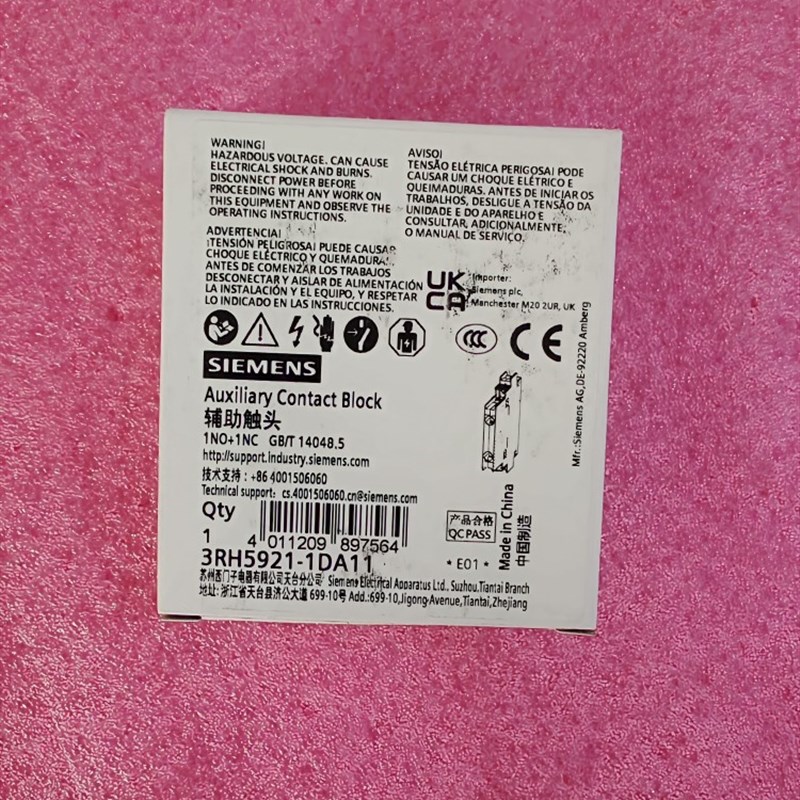 WARNING!
HAZARDOUS VOLTAGE. CAN CAUSE
ELECTRICAL SHOCK AND BURNS.
DISCONNECT POWER BEFORE
PROCEEDING WITH ANY WORK ON
THIS EQUIPMENT AND OBSERVE THE
OPERATING INSTRUCTIONS.
ADVERTENCIA!
¡TENSIÓN PELIGROSA! PUEDE CAUSAR
CHOQUE ELÉCTRICO Y QUEMADURA
ANTES DE COMENZAR LOS TRABAJOS
DESCONECTAR Y AISLAR DE ALIMENTACIÓN
LA INSTALACIÓN Y EL EQUIPO, Y RESPETAR
LO INDICADO EN LAS INSTRUCCIONES.
AVISO!
TENSÃO ELÉTRICA PERIGOSA! PODE
CAUSAR UM CHOQUE ELÉTRICO E
QUEIMADURAS. ANTES DE INICIAR OS
TRABALHOS, DESLIGUE A TENSÃO DA
UNIDADE E DO APARELHO E
CONSULTAR, ADICIONALMENTE,
O MANUAL DE SERVIÇO.
UK
CA
Importer:
Siemens plc,
Manchester M20 2UR, UK
CCC
CE
SIEMENS
Auxiliary Contact Block
辅助触头
1NO+1NC GB/T 14048.5
http://support.industry.siemens.com
技术支持: +86 4001506060
Technical support: cs.4001506060.cn@siemens.com
Qty
1
4 011209 897564
3RH5921-1DA11
产品合格
QC PASS
* E01 *
Made in China
中国制造
Mfr.:Siemens AG,DE-92220 Amberg
苏州西门子电器有限公司天台分公司 Siemens Electrical Apparatus Ltd., Suzhou,Tiantai Branch
地址: 浙江省天台县济公大道 699-10号 Add.:699-10,Jigong Avenue,Tiantai,Zhejiang